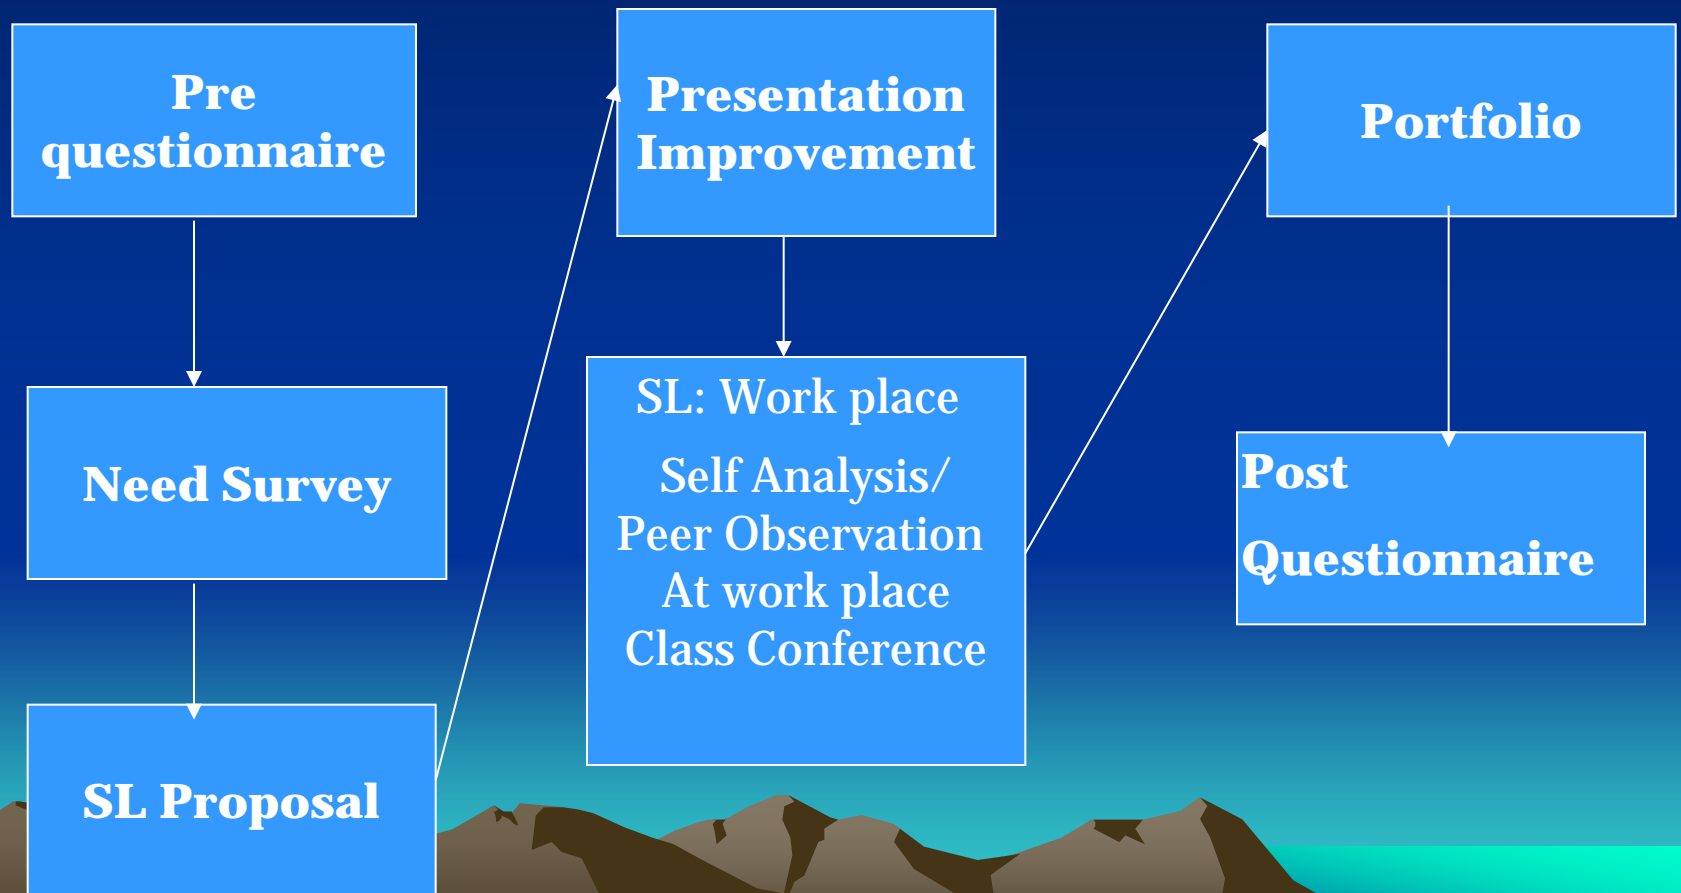 Pre
questionnaire
Need Survey
SL Proposal
Presentation
Improvement
SL: Work place
Self Analysis/
Peer Observation
At work place
Class Conference
Portfolio
Post
Questionnaire